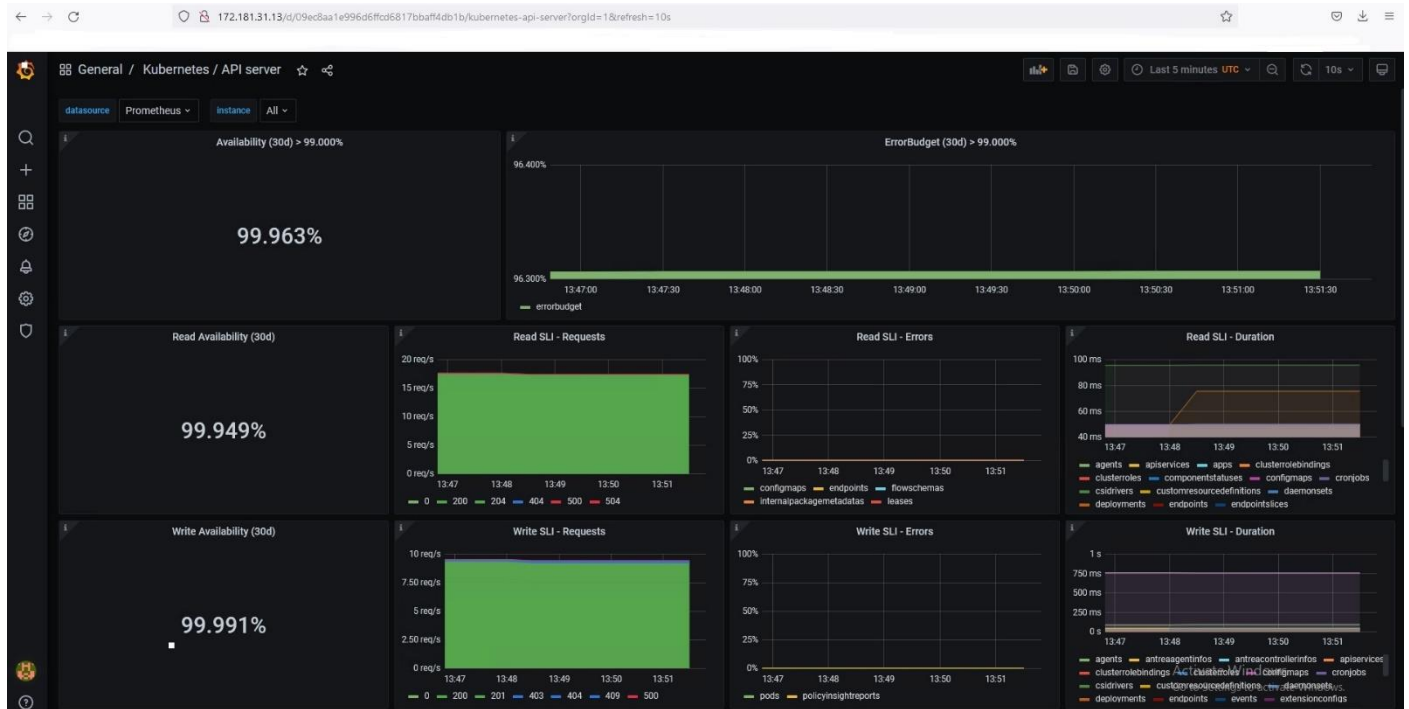 172.181.31.13/d/09ec8aa1e996d6ffcd6817bbaff4db1b/kubernetes-api-server?orgId=1&refresh=10s
General / Kubernetes / API server
Last 5 minutes UTC
10s
datasource Prometheus instance All
Availability (30d) > 99.000%
99.963%
ErrorBudget (30d) > 99.000%
96.400%
96.300%
13:47:00 13:47:30 13:48:00 13:48:30 13:49:00 13:49:30 13:50:00 13:50:30 13:51:00 13:51:30
errorbudget
Read Availability (30d)
99.949%
Read SLI - Requests
20 req/s
15 req/s
10 req/s
5 req/s
0 req/s
13:47 13:48 13:49 13:50 13:51
0 200 204 404 500 504
Read SLI - Errors
100%
75%
50%
25%
0%
13:47 13:48 13:49 13:50 13:51
configmaps endpoints flowschemas
internalpackagemetadatas leases
Read SLI - Duration
100 ms
80 ms
60 ms
40 ms
13:47 13:48 13:49 13:50 13:51
agents apiservices apps clusterrolebindings
clusterroles componentstatuses configmaps cronjobs
csidrivers customresourcedefinitions daemonsets
deployments endpoints endpointslices
Write Availability (30d)
99.991%
Write SLI - Requests
10 req/s
7.50 req/s
5 req/s
2.50 req/s
0 req/s
13:47 13:48 13:49 13:50 13:51
0 200 201 403 404 409 500
Write SLI - Errors
100%
75%
50%
25%
0%
13:47 13:48 13:49 13:50 13:51
pods policyinsightreports
Write SLI - Duration
1 s
750 ms
500 ms
250 ms
0 s
13:47 13:48 13:49 13:50 13:51
agents antreaagentinfos antreacontrollerinfos apiservices
clusterrolebindings clusterroles configmaps cronjobs
csidrivers customresourcedefinitions daemonsets
deployments endpoints events extensionconfigs
Activate Windows
Go to Settings to activate Windows.